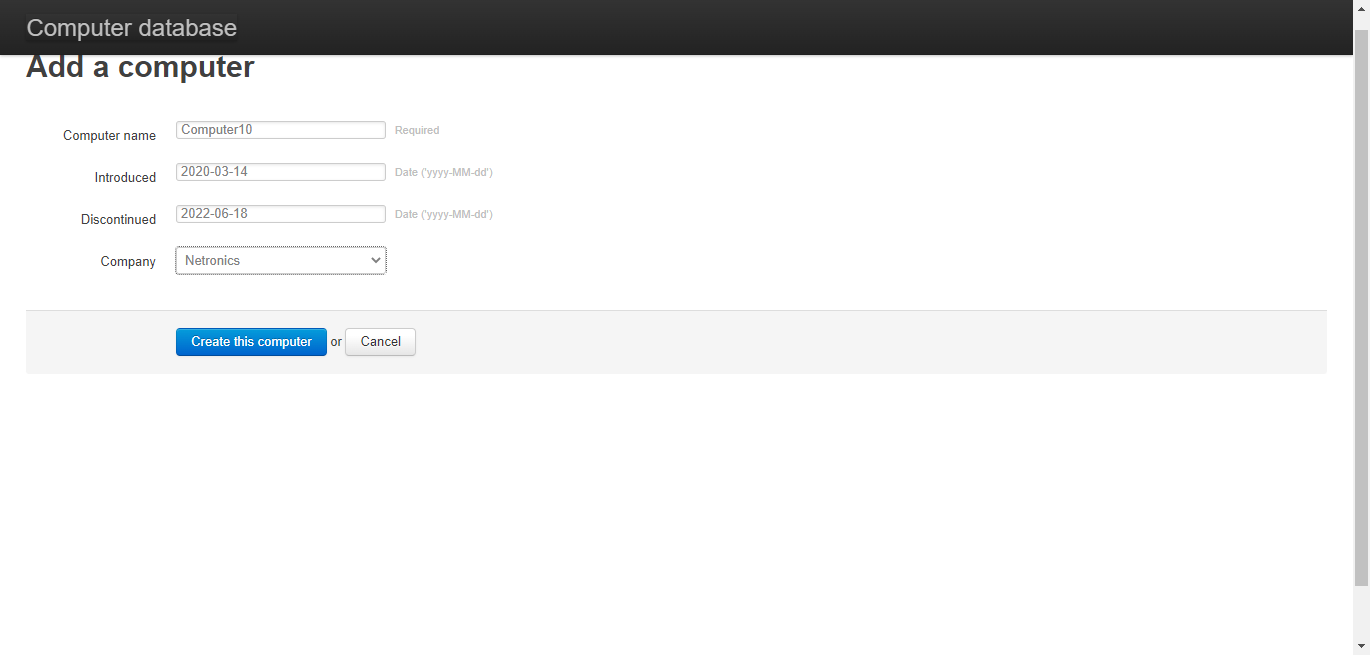 Computer database
Add a computer
Computer name Computer10 Required
Introduced 2020-03-14 Date ('yyyy-MM-dd')
Discontinued 2022-06-18 Date ('yyyy-MM-dd')
Company Netronics
Create this computer or Cancel